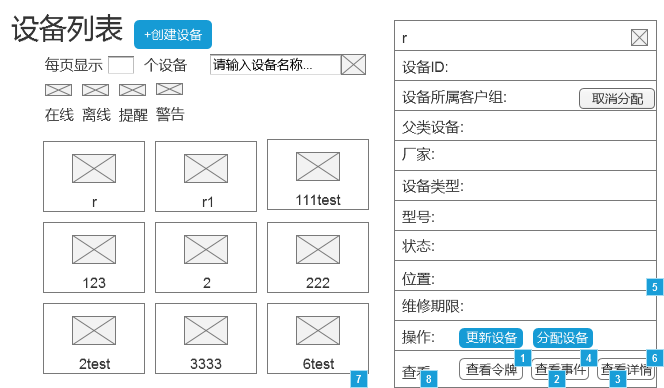 设备列表 +创建设备
每页显示 个设备 请输入设备名称...
在线 离线 提醒 警告
r r1 111test
123 2 222
2test 3333 6test
7
r
设备ID:
设备所属客户组: 取消分配
父类设备:
厂家:
设备类型:
型号:
状态:
位置:
5
维修期限:
操作: 更新设备 分配设备
1 4 6
查看 查看令牌 查看事件 查看详情
8 2 3